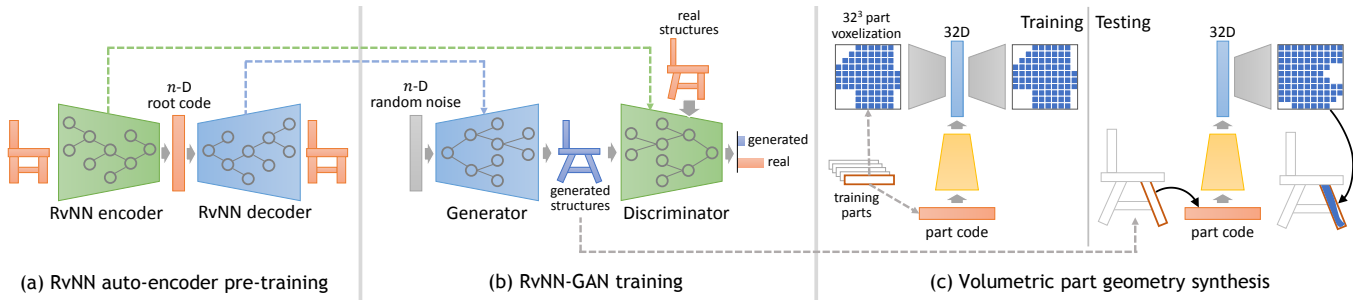 n-D
root code
RvNN encoder
RvNN decoder
(a) RvNN auto-encoder pre-training
n-D
random noise
real
structures
generated
real
generated
structures
Generator
Discriminator
(b) RvNN-GAN training
32³ part
voxelization
32D
Training
Testing
32D
training
parts
part code
part code
(c) Volumetric part geometry synthesis